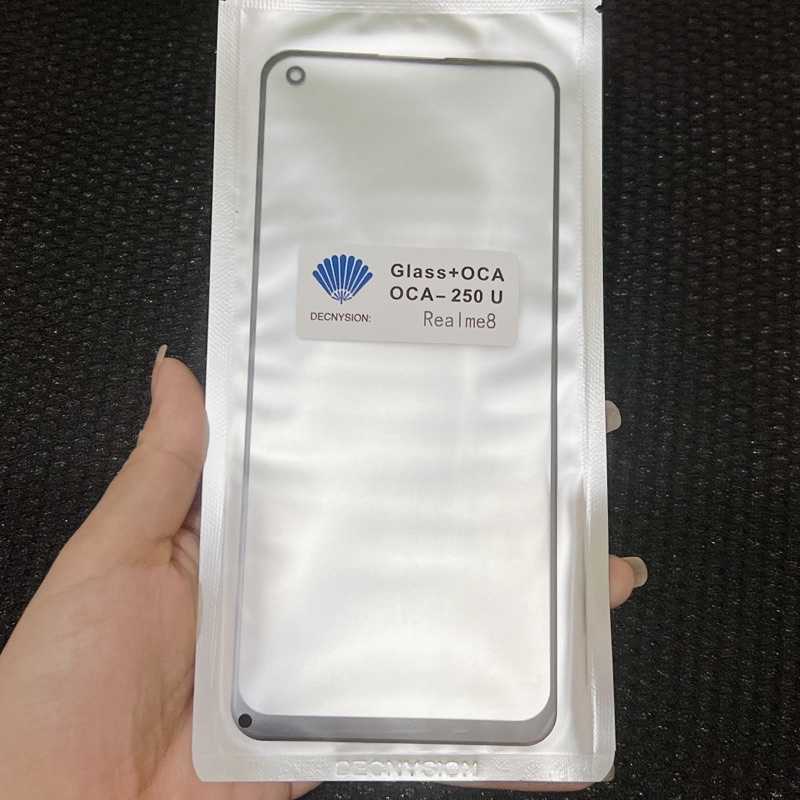 Glass+OCA
OCA– 250 U
DECNYSION:
Realme8
DECNYSION